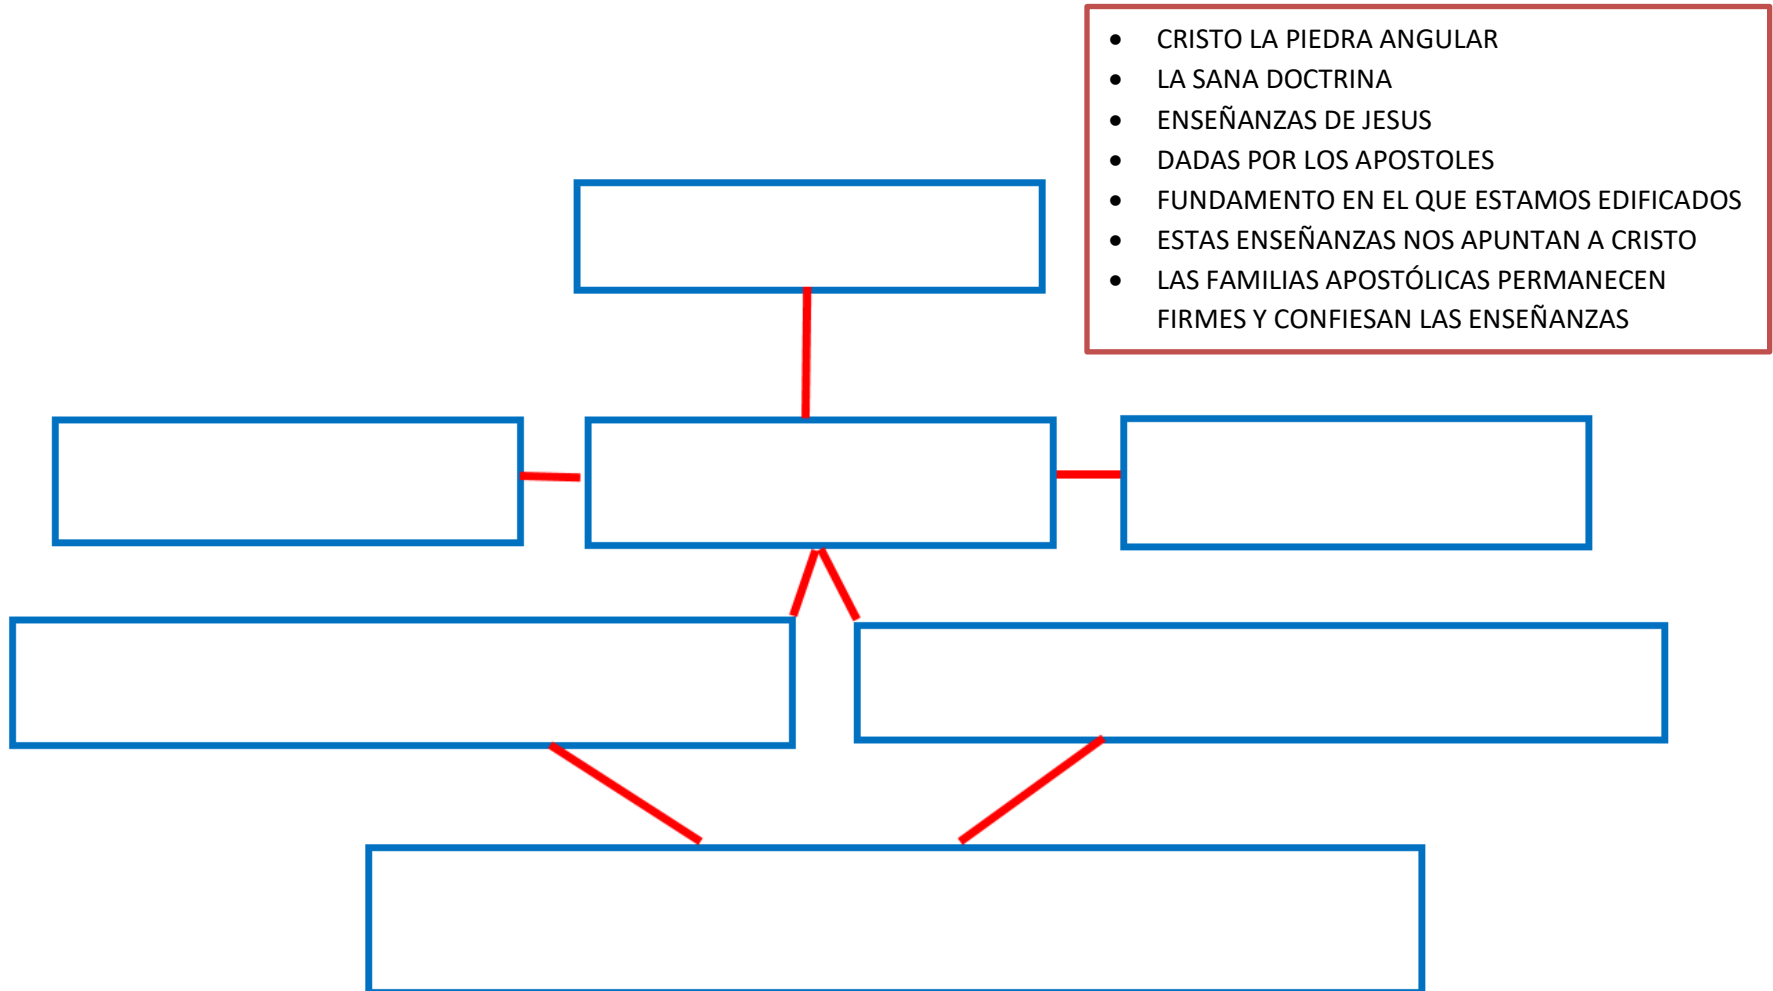 • CRISTO LA PIEDRA ANGULAR
• LA SANA DOCTRINA
• ENSEÑANZAS DE JESUS
• DADAS POR LOS APOSTOLES
• FUNDAMENTO EN EL QUE ESTAMOS EDIFICADOS
• ESTAS ENSEÑANZAS NOS APUNTAN A CRISTO
• LAS FAMILIAS APOSTÓLICAS PERMANECEN
FIRMES Y CONFIESAN LAS ENSEÑANZAS